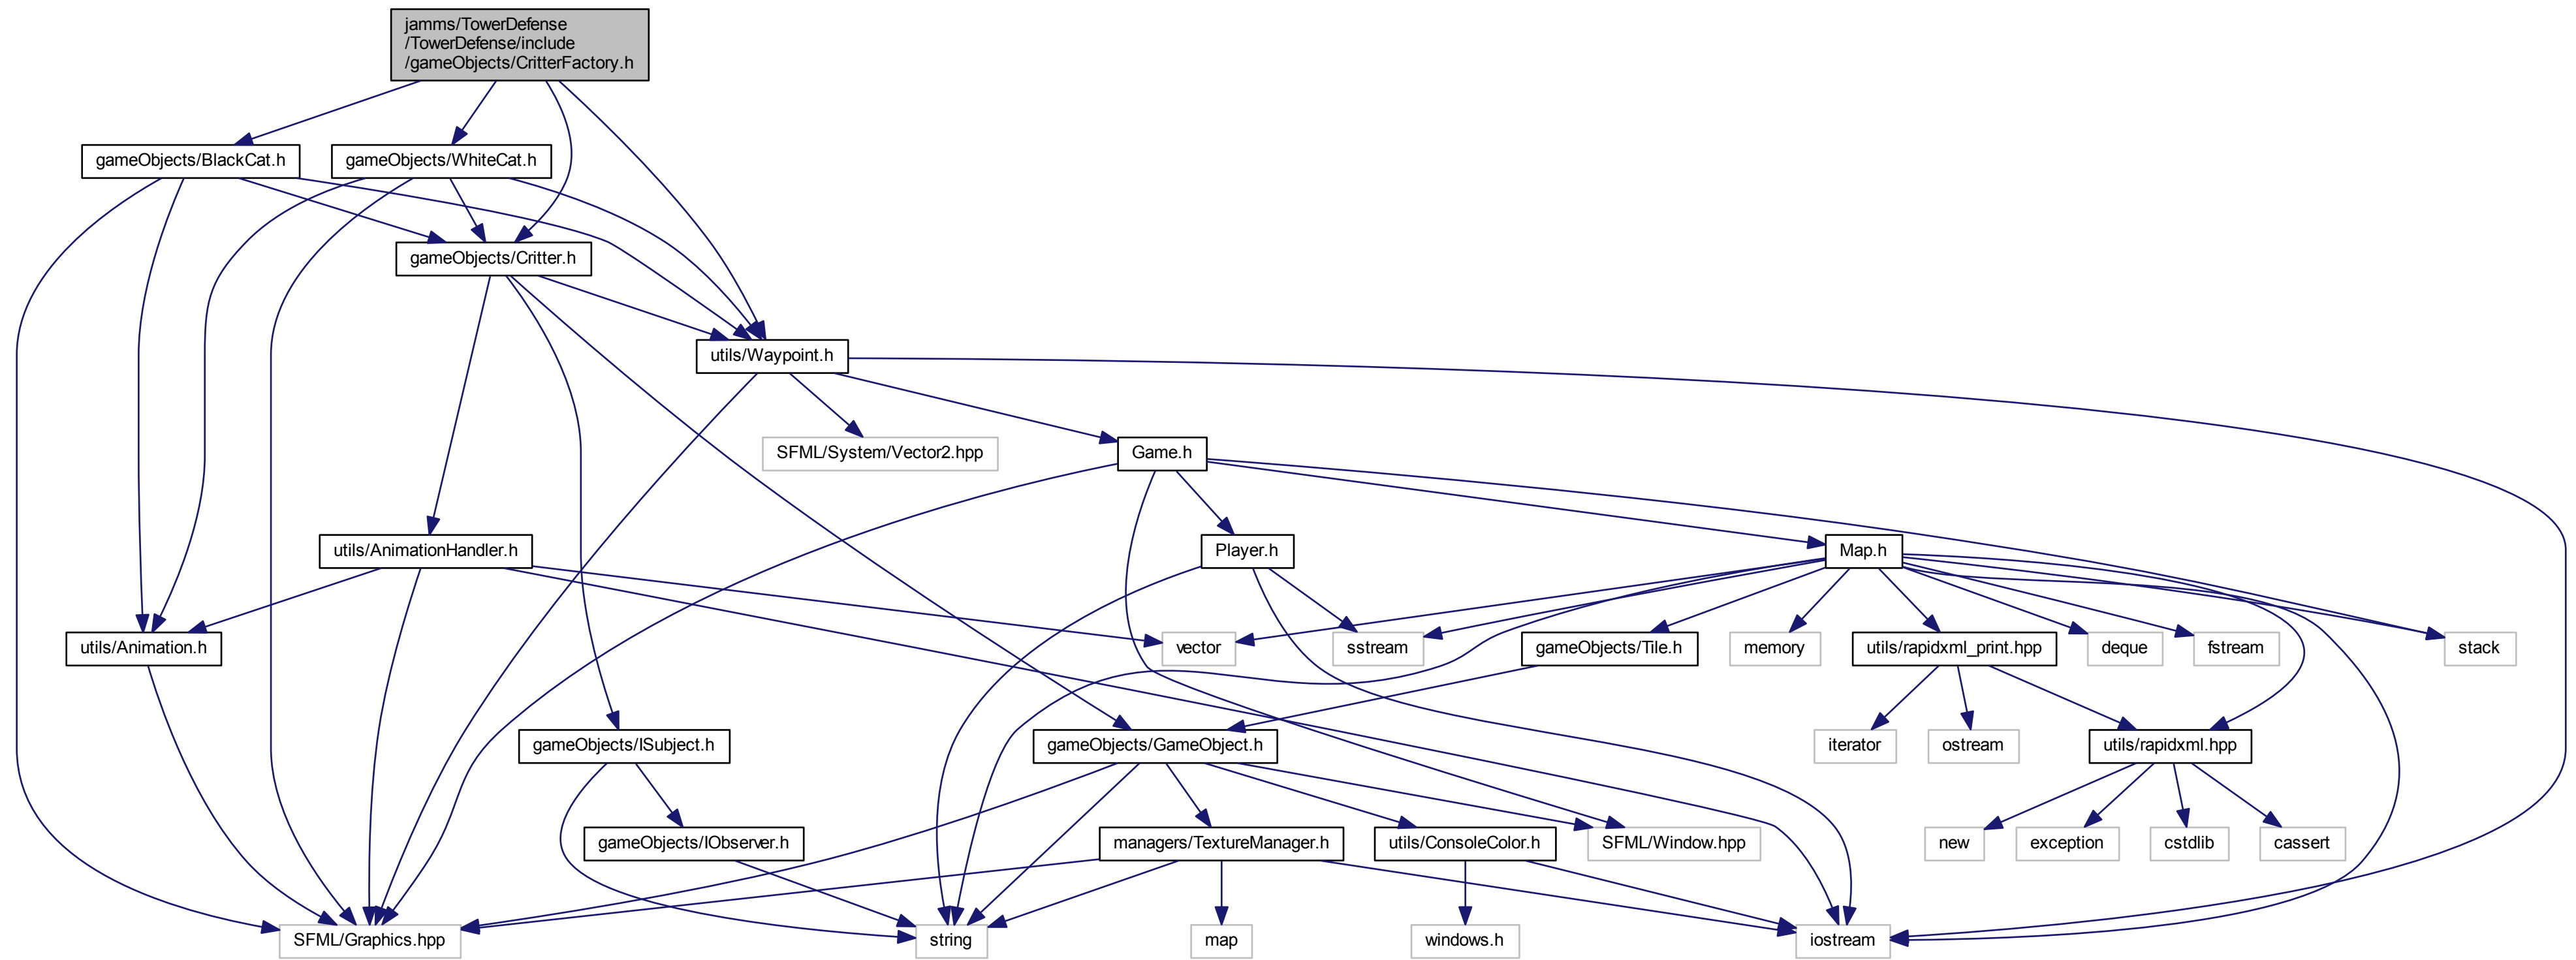 jamms/TowerDefense
/TowerDefense/include
/gameObjects/CritterFactory.h
gameObjects/BlackCat.h
gameObjects/WhiteCat.h
gameObjects/Critter.h
utils/Waypoint.h
SFML/System/Vector2.hpp
Game.h
utils/AnimationHandler.h
Player.h
Map.h
utils/Animation.h
vector
sstream
gameObjects/Tile.h
memory
utils/rapidxml_print.hpp
deque
fstream
stack
gameObjects/ISubject.h
gameObjects/GameObject.h
iterator
ostream
utils/rapidxml.hpp
gameObjects/IObserver.h
managers/TextureManager.h
utils/ConsoleColor.h
SFML/Window.hpp
new
exception
cstdlib
cassert
SFML/Graphics.hpp
string
map
windows.h
iostream